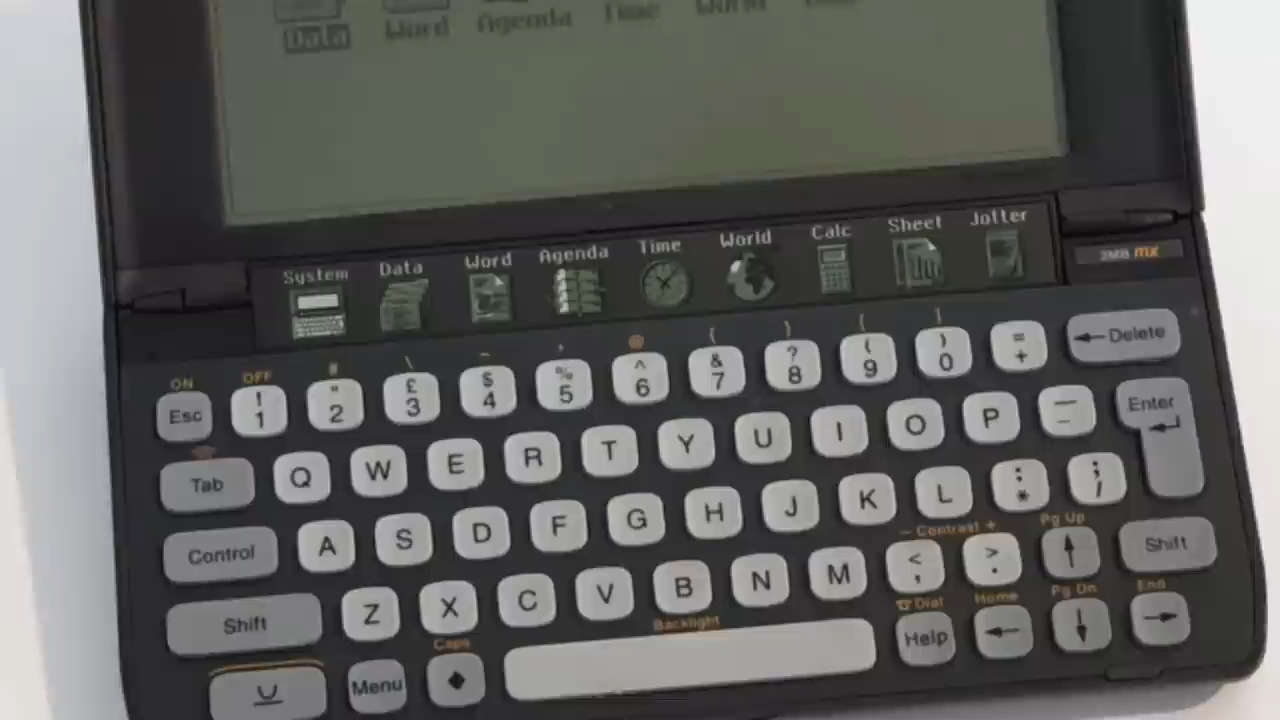 Data Word Agenda Time World
System Data Word Agenda Time World Calc Sheet Jotter
2MB mx
ON OFF # \ ~ ' @ { } [ ]
Esc ! 1 " 2 £ 3 $ 4 % 5 ^ 6 & 7 ? 8 ( 9 ) 0 = + ← Delete
Tab Q W E R T Y U I O P _ - Enter
Control A S D F G H J K L : * ; /
- Contrast + Pg Up
Shift Z X C V B N M < , > . ↑ Shift
Caps Backlight Dial Home Pg Dn End
Menu ◆ Help ← ↓ →